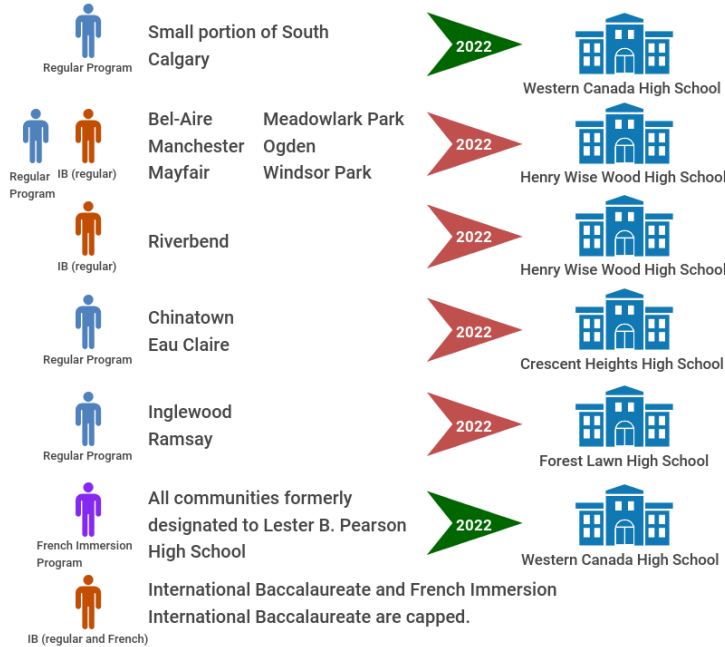 Small portion of South
Calgary
Regular Program
2022
Western Canada High School
Bel-Aire Meadowlark Park
Manchester Ogden
Mayfair Windsor Park
Regular
Program
IB (regular)
2022
Henry Wise Wood High School
Riverbend
IB (regular)
2022
Henry Wise Wood High School
Chinatown
Eau Claire
Regular Program
2022
Crescent Heights High School
Inglewood
Ramsay
Regular Program
2022
Forest Lawn High School
All communities formerly
designated to Lester B. Pearson
High School
French Immersion
Program
2022
Western Canada High School
International Baccalaureate and French Immersion
International Baccalaureate are capped.
IB (regular and French)